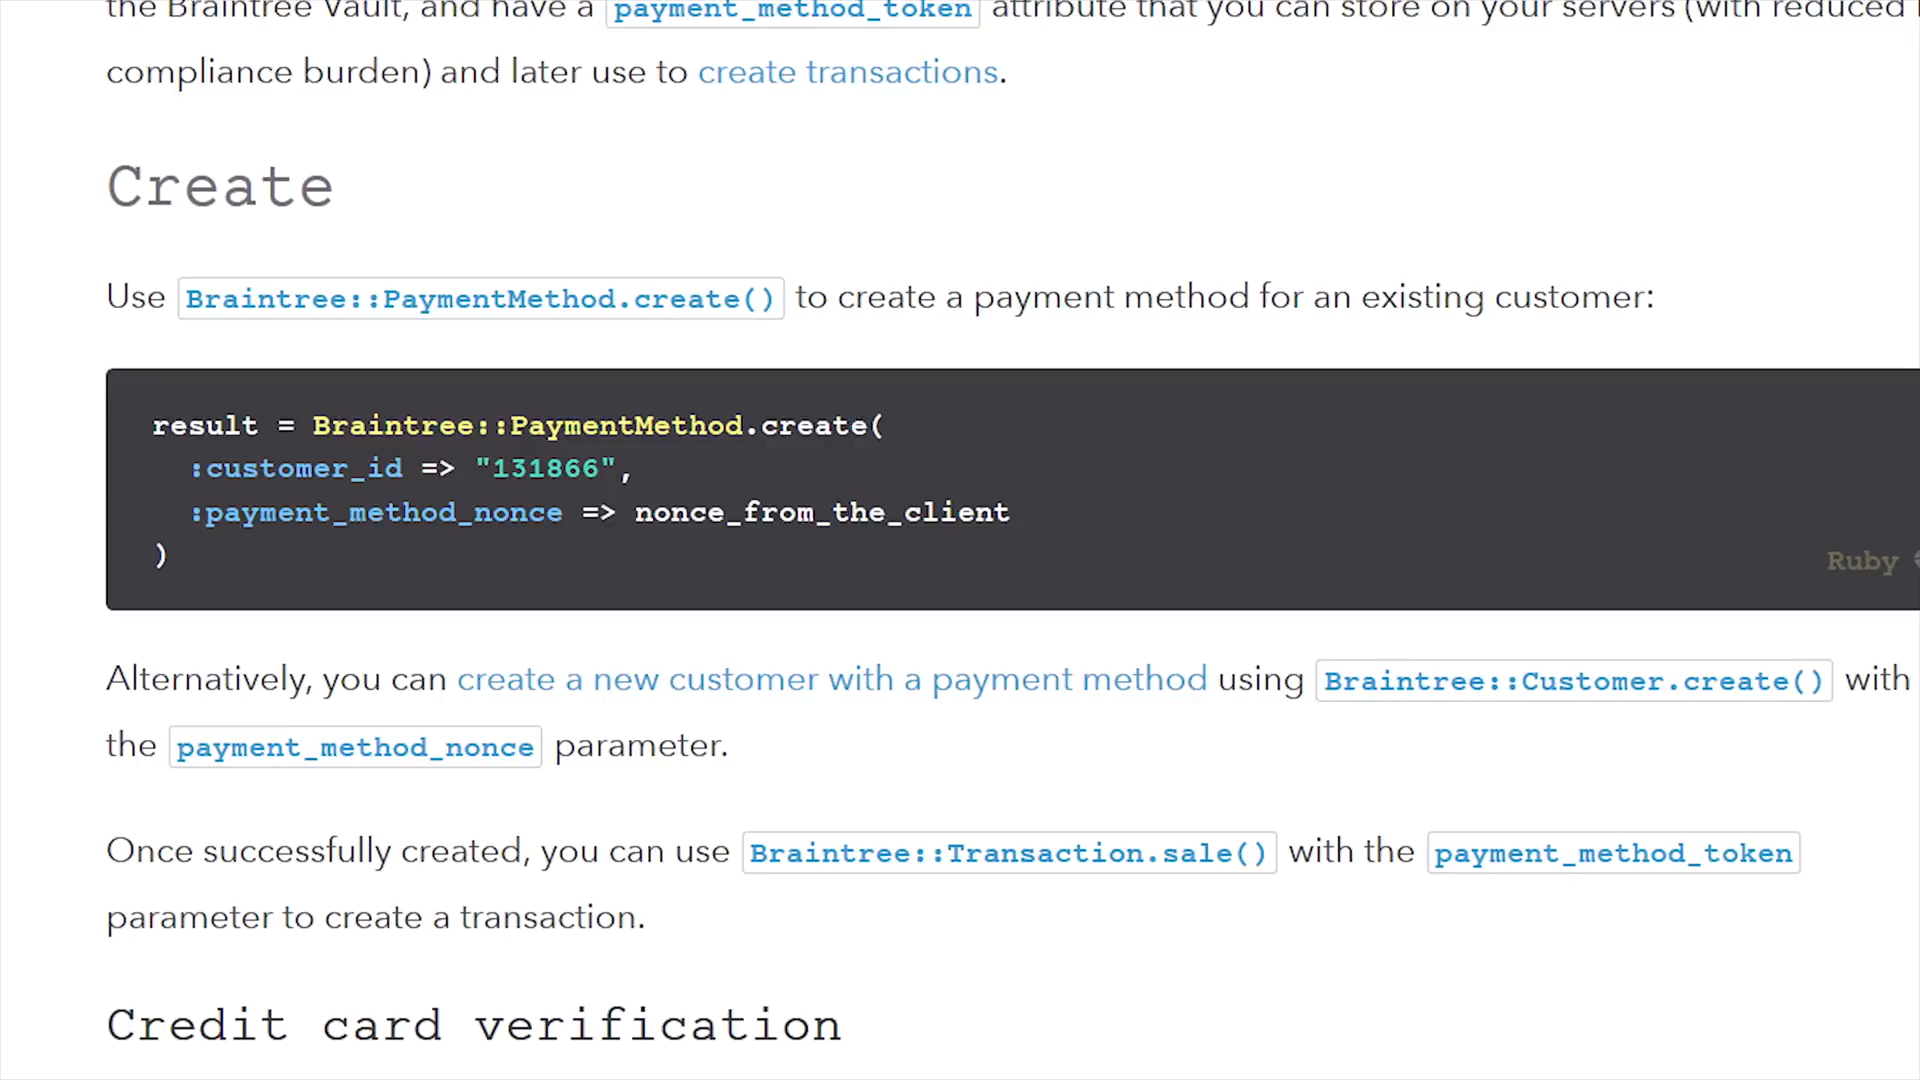 the Braintree Vault, and have a payment_method_token attribute that you can store on your servers (with reduced
compliance burden) and later use to create transactions.
Create
Use Braintree::PaymentMethod.create() to create a payment method for an existing customer:
result = Braintree::PaymentMethod.create(
:customer_id => "131866",
:payment_method_nonce => nonce_from_the_client
)
Ruby
Alternatively, you can create a new customer with a payment method using Braintree::Customer.create() with
the payment_method_nonce parameter.
Once successfully created, you can use Braintree::Transaction.sale() with the payment_method_token
parameter to create a transaction.
Credit card verification